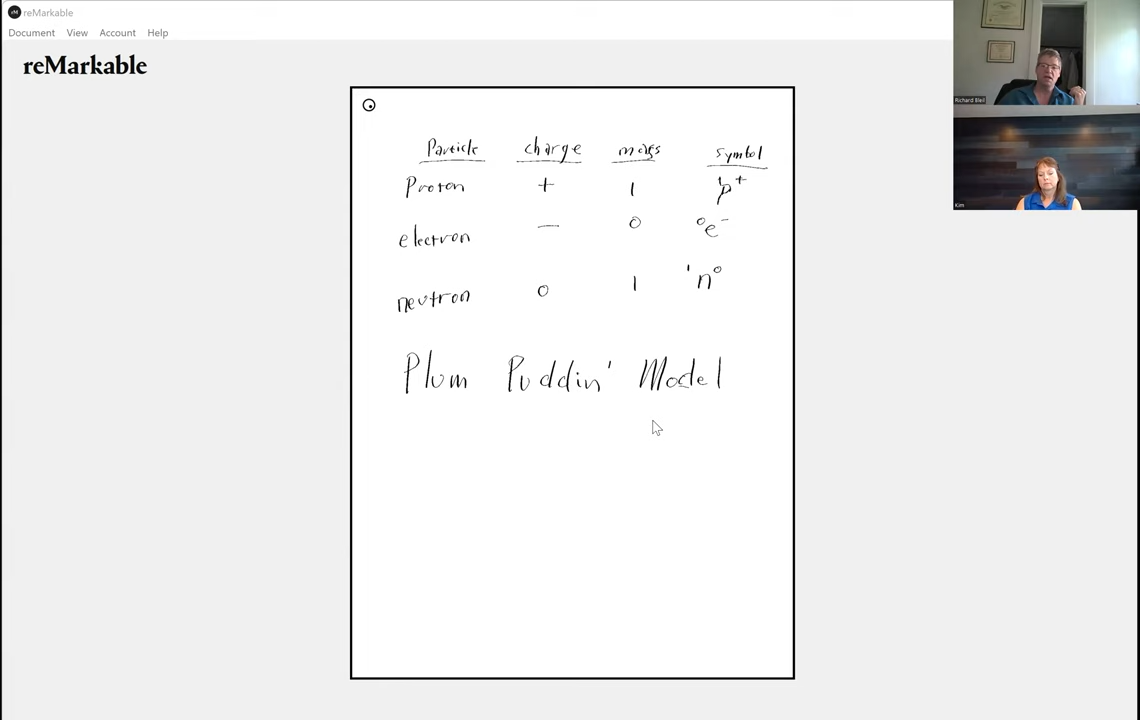 reMarkable
Document View Account Help
reMarkable
Particle charge mass symbol
Proton + 1 ¹p⁺
electron — 0 ⁰e⁻
neutron 0 1 ¹n⁰
Plum Puddin' Model
Richard Bleil
Kim